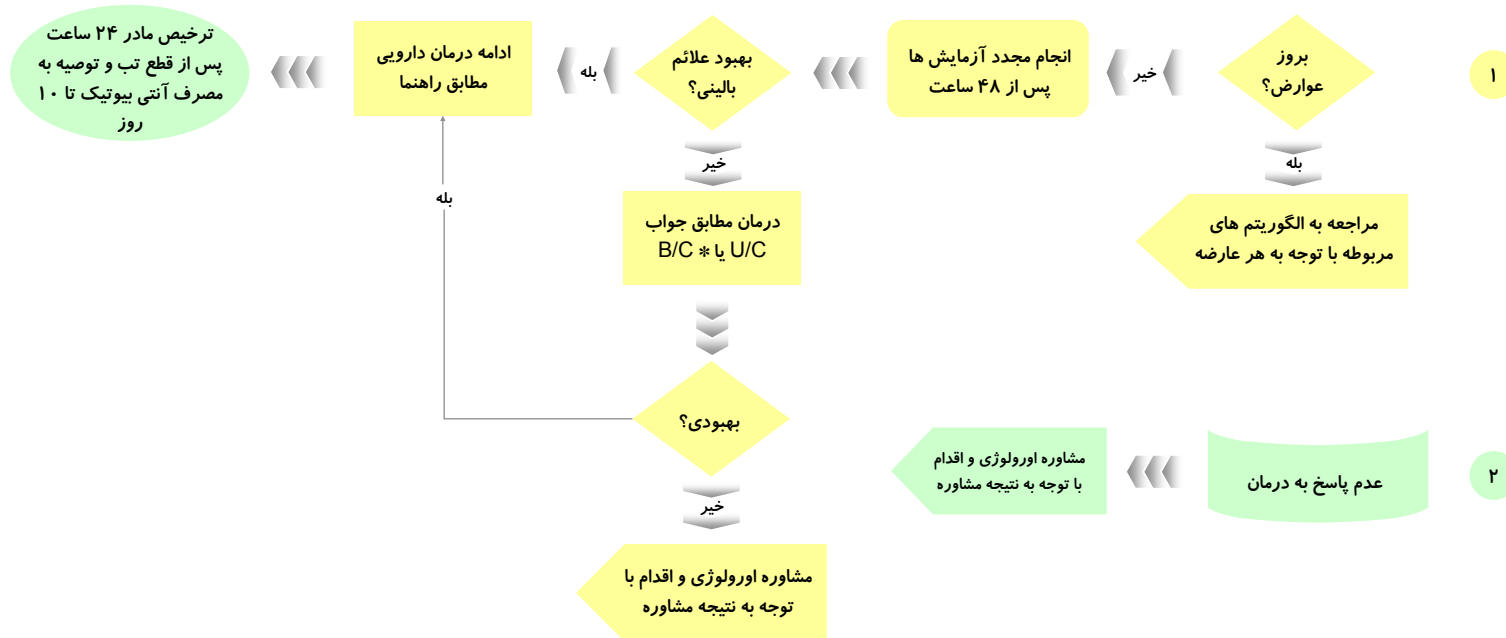 ۱
بروز
عوارض؟
خیر
انجام مجدد آزمایش ها
پس از ۴۸ ساعت
بهبود علائم
بالینی؟
بله
ادامه درمان دارویی
مطابق راهنما
ترخیص مادر ۲۴ ساعت
پس از قطع تب و توصیه به
مصرف آنتی بیوتیک تا ۱۰
روز
بله
مراجعه به الگوریتم های
مربوطه با توجه به هر عارضه
خیر
درمان مطابق جواب
U/C یا B/C *
بله
بهبودی؟
خیر
مشاوره اورولوژی و اقدام با
توجه به نتیجه مشاوره
۲
عدم پاسخ به درمان
مشاوره اورولوژی و اقدام
با توجه به نتیجه مشاوره